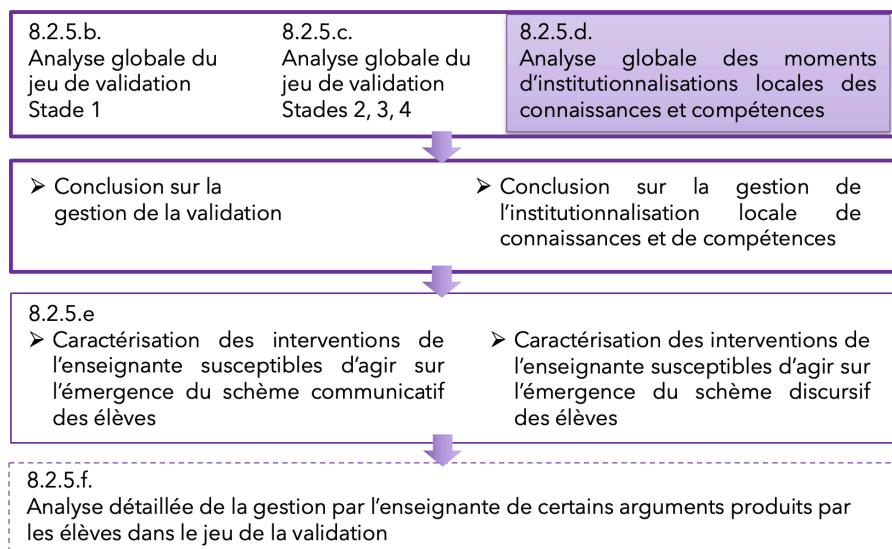 8.2.5.b.
Analyse globale du
jeu de validation
Stade 1
8.2.5.c.
Analyse globale du
jeu de validation
Stades 2, 3, 4
8.2.5.d.
Analyse globale des moments
d’institutionnalisations locales des
connaissances et compétences
➢ Conclusion sur la
gestion de la validation
➢ Conclusion sur la gestion de
l’institutionnalisation locale de
connaissances et de compétences
8.2.5.e
➢ Caractérisation des interventions de
l’enseignante susceptibles d’agir sur
l’émergence du schème communicatif
des élèves
➢ Caractérisation des interventions de
l’enseignante susceptibles d’agir sur
l’émergence du schème discursif
des élèves
8.2.5.f.
Analyse détaillée de la gestion par l’enseignante de certains arguments produits par
les élèves dans le jeu de la validation